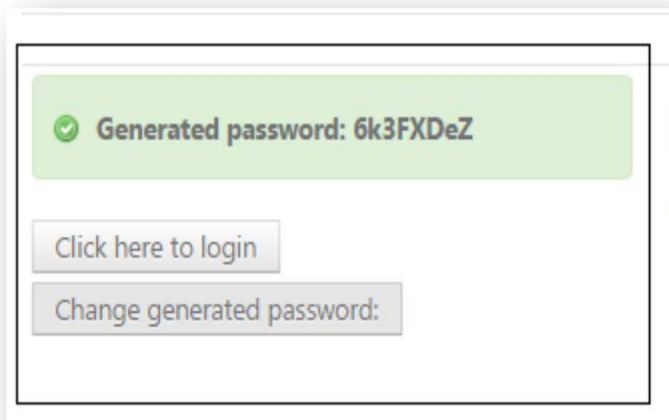 Generated password: 6k3FXDeZ
Click here to login
Change generated password: